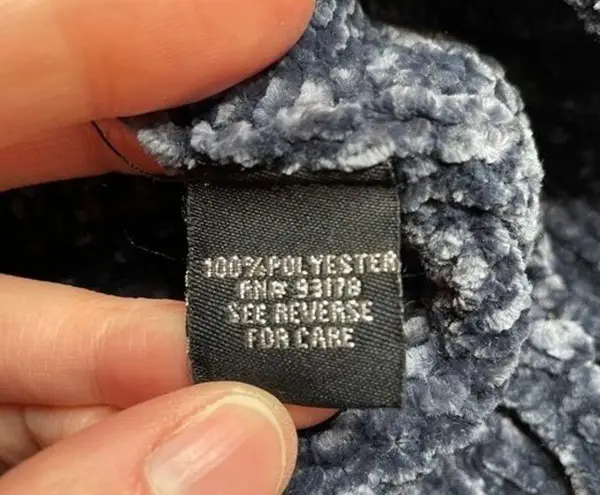 100% POLYESTER
RN# 93178
SEE REVERSE
FOR CARE